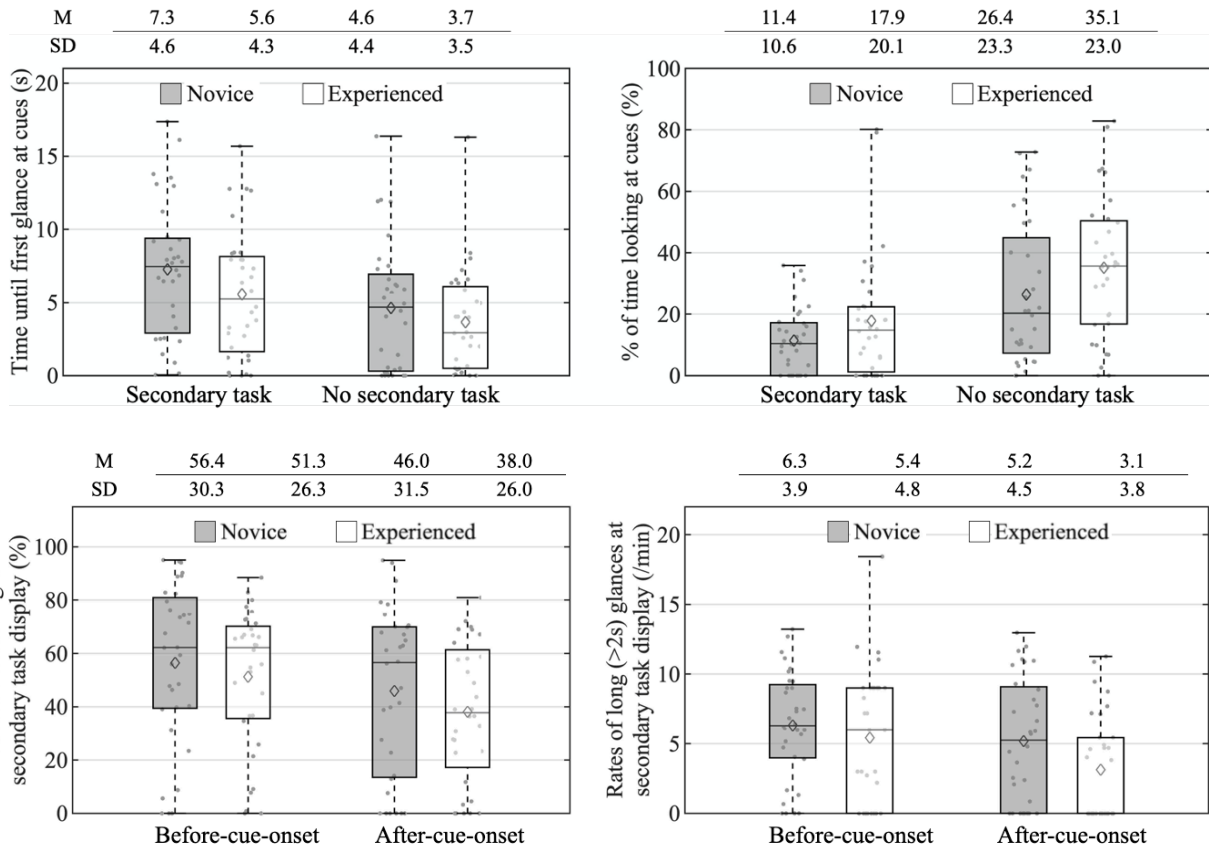 M 7.3 5.6 4.6 3.7
SD 4.6 4.3 4.4 3.5
Time until first glance at cues (s)
20
15
10
5
0
Novice Experienced
Secondary task No secondary task
11.4 17.9 26.4 35.1
10.6 20.1 23.3 23.0
% of time looking at cues (%)
100
80
60
40
20
0
Novice Experienced
Secondary task No secondary task
M 56.4 51.3 46.0 38.0
SD 30.3 26.3 31.5 26.0
secondary task display (%)
100
80
60
40
20
0
Novice Experienced
Before-cue-onset After-cue-onset
M 6.3 5.4 5.2 3.1
SD 3.9 4.8 4.5 3.8
Rates of long (>2s) glances at
secondary task display (/min)
20
15
10
5
0
Novice Experienced
Before-cue-onset After-cue-onset